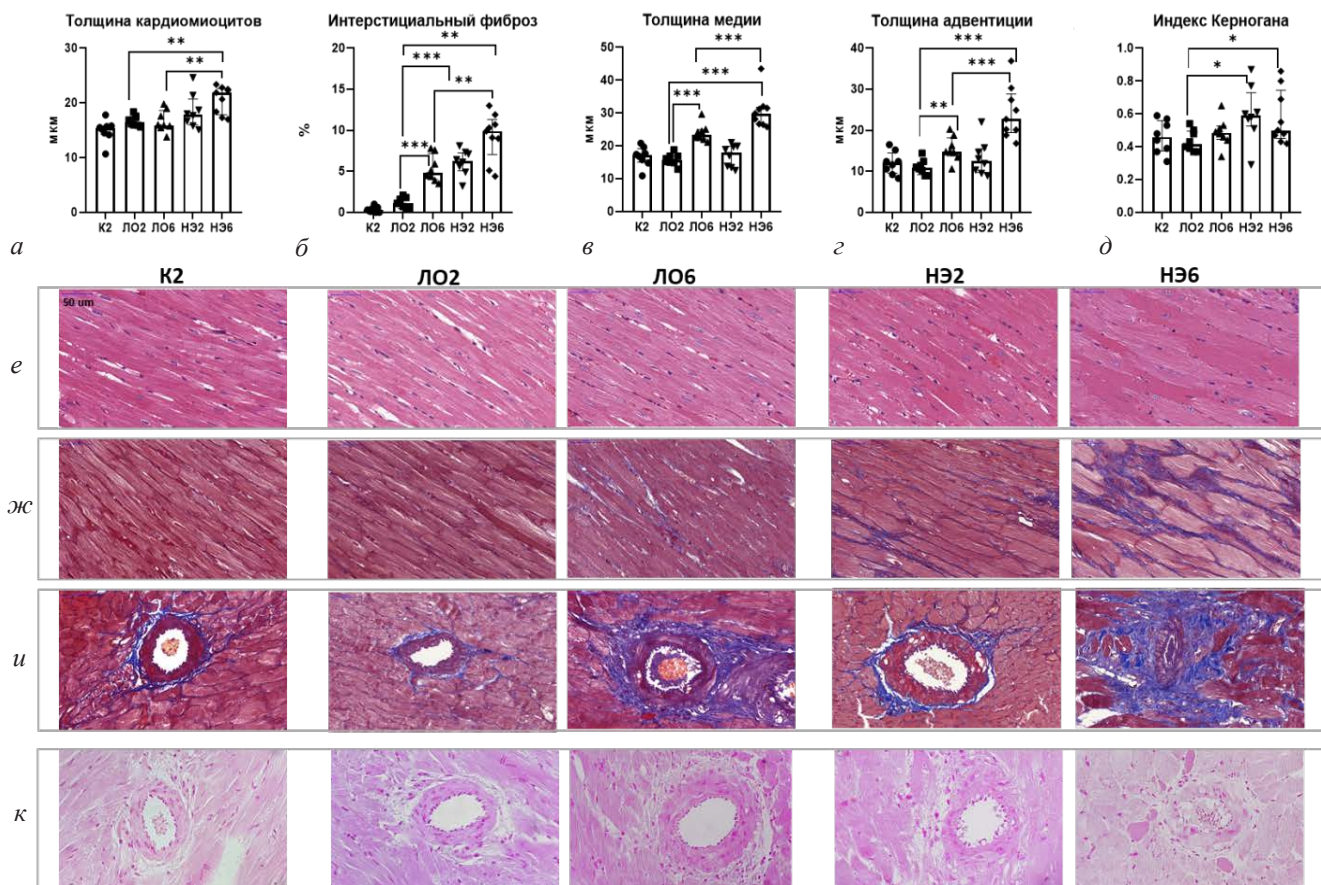 Толщина кардиомиоцитов
Интерстициальный фиброз
Толщина медии
Толщина адвентиции
Индекс Керногана
мкм
30
20
10
0
**
**
К2 ЛО2 ЛО6 НЭ2 НЭ6
%
20
15
10
5
0
**
***
**
***
К2 ЛО2 ЛО6 НЭ2 НЭ6
мкм
50
40
30
20
10
0
***
***
***
К2 ЛО2 ЛО6 НЭ2 НЭ6
мкм
40
30
20
10
0
***
***
**
К2 ЛО2 ЛО6 НЭ2 НЭ6
1.0
0.8
0.6
0.4
0.2
0.0
*
*
К2 ЛО2 ЛО6 НЭ2 НЭ6
а б в г д
К2 ЛО2 ЛО6 НЭ2 НЭ6
50 um
е
ж
и
к